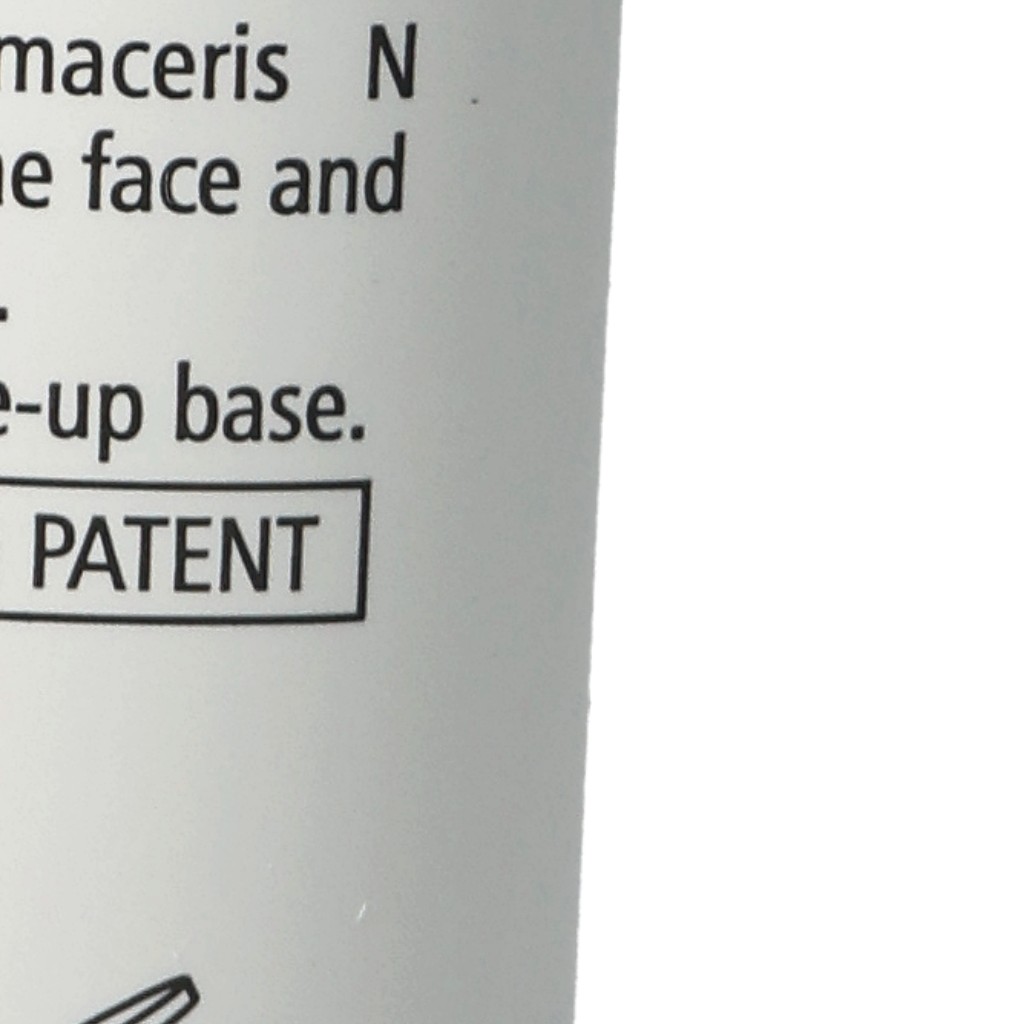 maceris N
e face and
.
e-up base.
PATENT